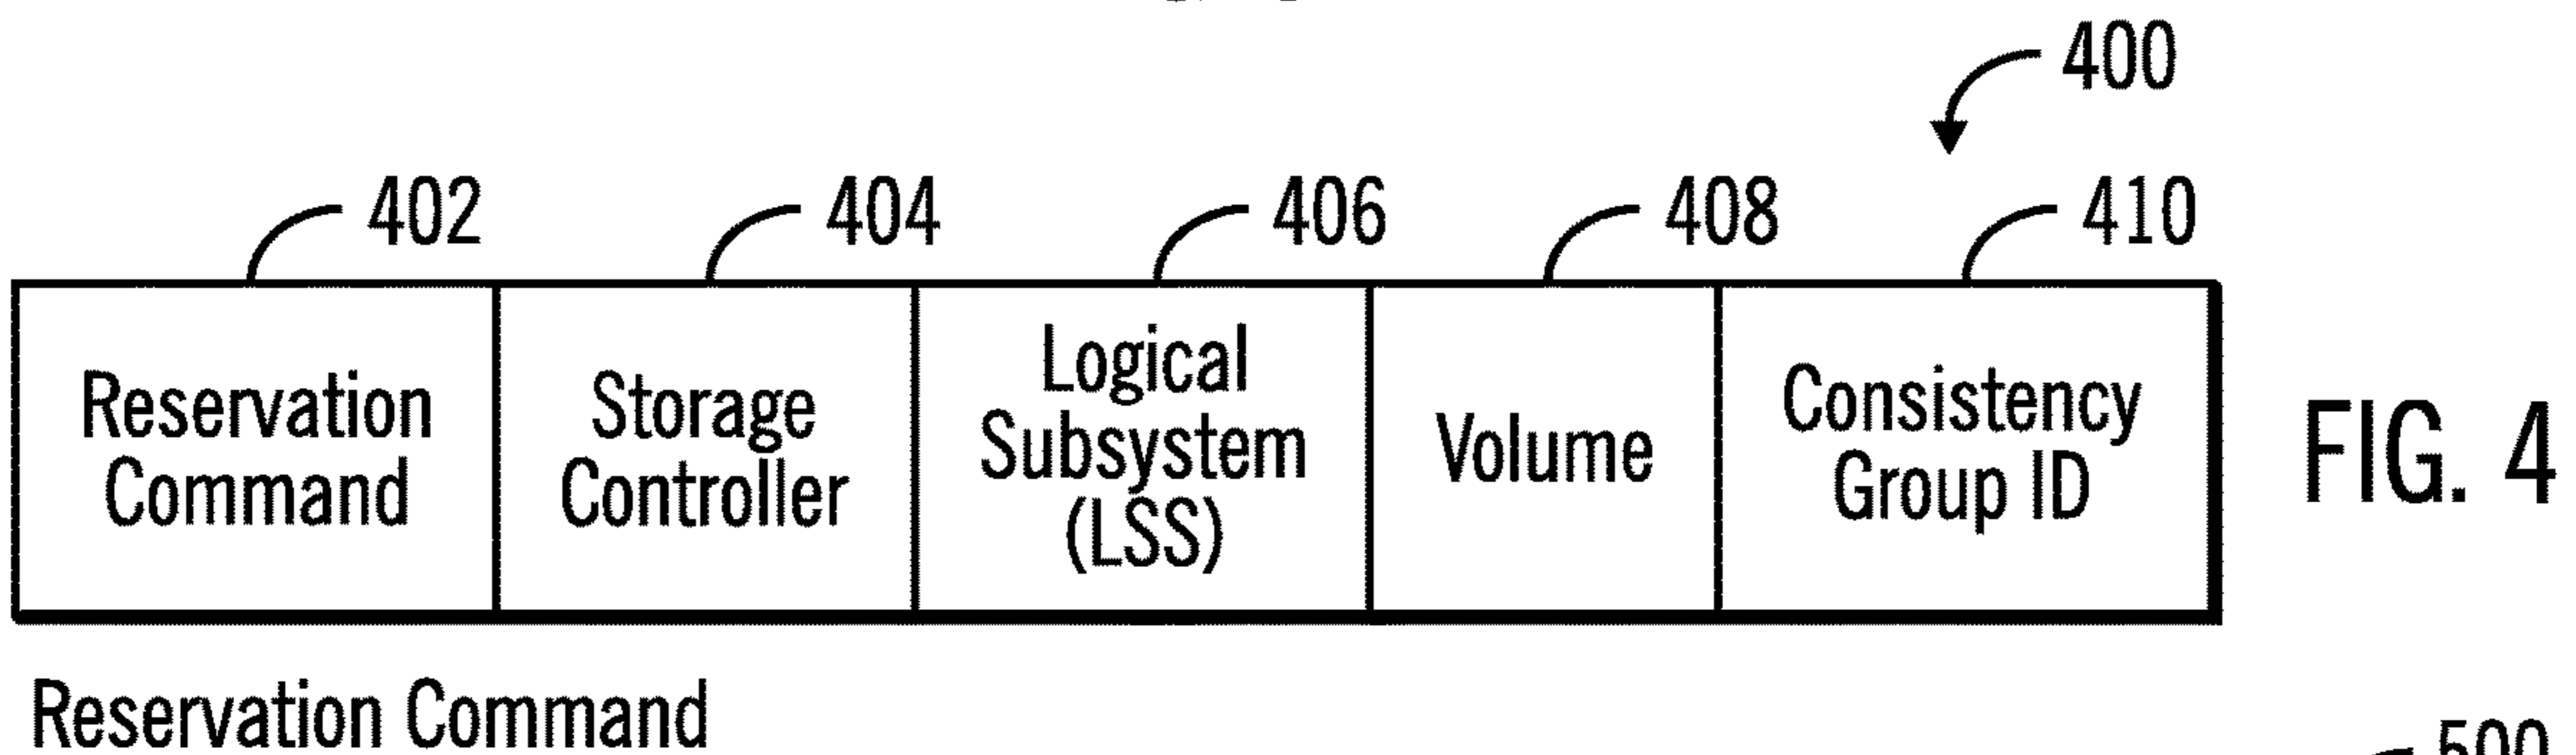 400
402 404 406 408 410
Reservation
Command
Storage
Controller
Logical
Subsystem
(LSS)
Volume
Consistency
Group ID
FIG. 4
Reservation Command
500